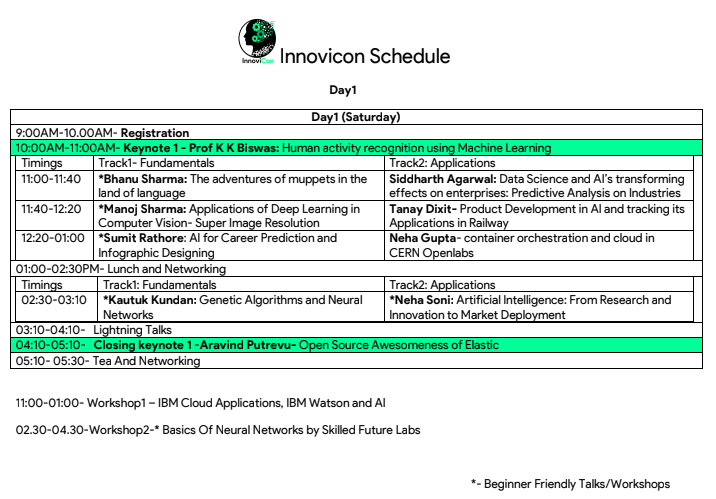 InnoviCon
Innovicon Schedule
Day1
Day1 (Saturday)
9:00AM-10.00AM- Registration
10:00AM-11:00AM- Keynote 1 - Prof K K Biswas: Human activity recognition using Machine Learning
Timings Track1- Fundamentals Track2: Applications
11:00-11:40 *Bhanu Sharma: The adventures of muppets in the Siddharth Agarwal: Data Science and AI's transforming
land of language effects on enterprises: Predictive Analysis on Industries
11:40-12:20 *Manoj Sharma: Applications of Deep Learning in Tanay Dixit- Product Development in AI and tracking its
Computer Vision- Super Image Resolution Applications in Railway
12:20-01:00 *Sumit Rathore: AI for Career Prediction and Neha Gupta- container orchestration and cloud in
Infographic Designing CERN Openlabs
01:00-02:30PM- Lunch and Networking
Timings Track1: Fundamentals Track2: Applications
02:30-03:10 *Kautuk Kundan: Genetic Algorithms and Neural *Neha Soni: Artificial Intelligence: From Research and
Networks Innovation to Market Deployment
03:10-04:10- Lightning Talks
04:10-05:10- Closing keynote 1 -Aravind Putrevu- Open Source Awesomeness of Elastic
05:10- 05:30- Tea And Networking
11:00-01:00- Workshop1 – IBM Cloud Applications, IBM Watson and AI
02.30-04.30-Workshop2-* Basics Of Neural Networks by Skilled Future Labs
*- Beginner Friendly Talks/Workshops